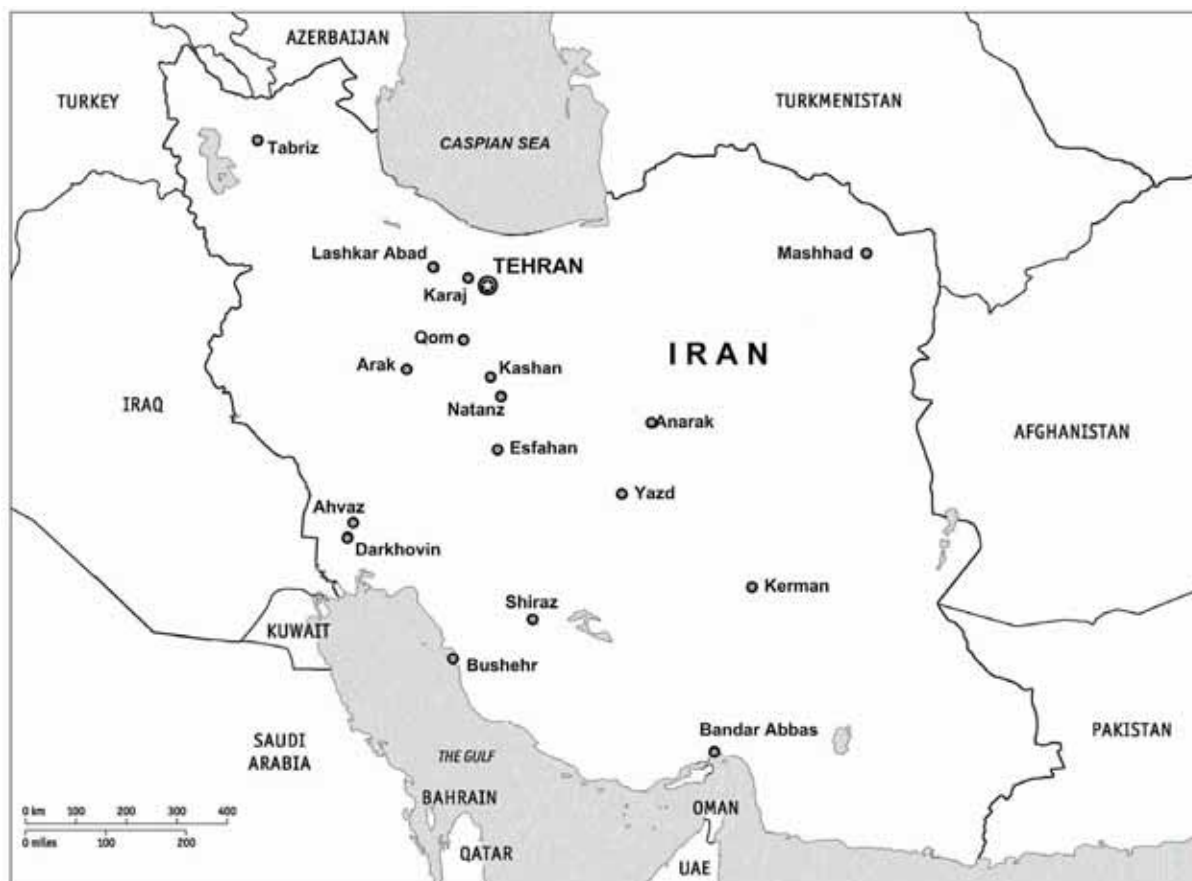 AZERBAIJAN
TURKEY
TURKMENISTAN
CASPIAN SEA
Tabriz
Lashkar Abad
TEHRAN
Mashhad
Karaj
Qom
IRAN
Arak
Kashan
IRAQ
Natanz
Anarak
AFGHANISTAN
Esfahan
Yazd
Ahvaz
Darkhovin
Kerman
Shiraz
KUWAIT
Bushehr
Bandar Abbas
PAKISTAN
SAUDI
ARABIA
THE GULF
BAHRAIN
OMAN
0 km 100 200 300 400
0 miles 100 200
QATAR
UAE